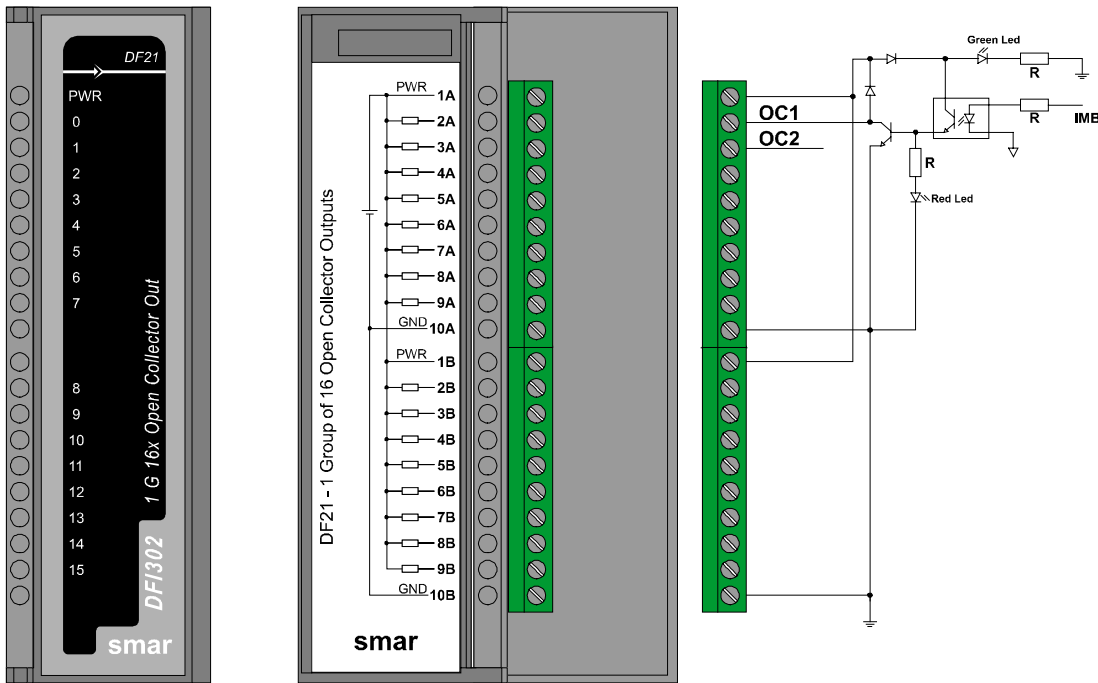 DF21
PWR
0
1
2
3
4
5
6
7
8
9
10
11
12
13
14
15
1 G 16x Open Collector Out
DFI302
smar
DF21 - 1 Group of 16 Open Collector Outputs
PWR 1A
2A
3A
4A
5A
6A
7A
8A
9A
GND 10A
PWR 1B
2B
3B
4B
5B
6B
7B
8B
9B
GND 10B
smar
OC1
OC2
Green Led
R
R
IMB
R
Red Led